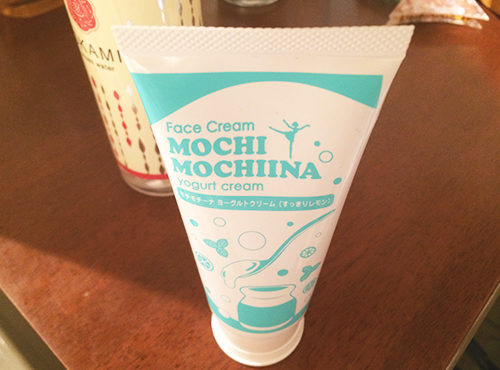 KAMI
water
Face Cream
MOCHI
MOCHIINA
yogurt cream
モチモチーナ ヨーグルトクリーム〈すっきりレモン〉